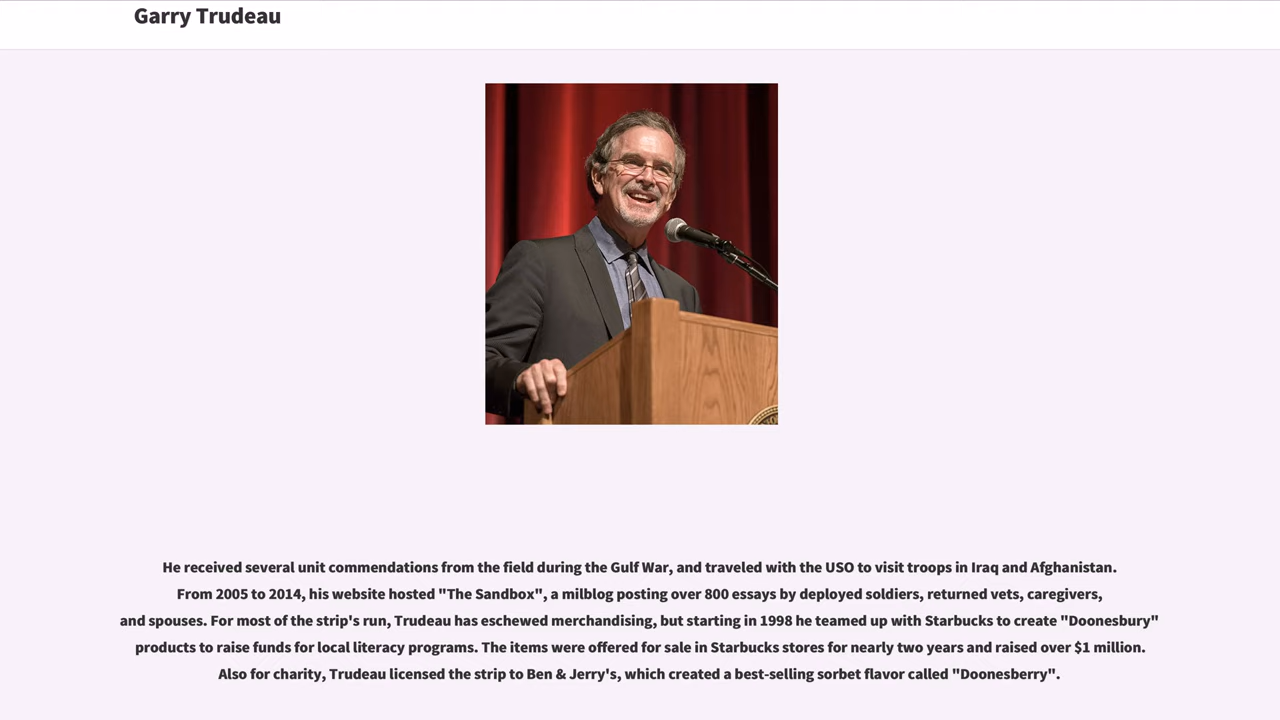 Garry Trudeau
He received several unit commendations from the field during the Gulf War, and traveled with the USO to visit troops in Iraq and Afghanistan.
From 2005 to 2014, his website hosted "The Sandbox", a milblog posting over 800 essays by deployed soldiers, returned vets, caregivers,
and spouses. For most of the strip's run, Trudeau has eschewed merchandising, but starting in 1998 he teamed up with Starbucks to create "Doonesbury"
products to raise funds for local literacy programs. The items were offered for sale in Starbucks stores for nearly two years and raised over $1 million.
Also for charity, Trudeau licensed the strip to Ben & Jerry's, which created a best-selling sorbet flavor called "Doonesberry".